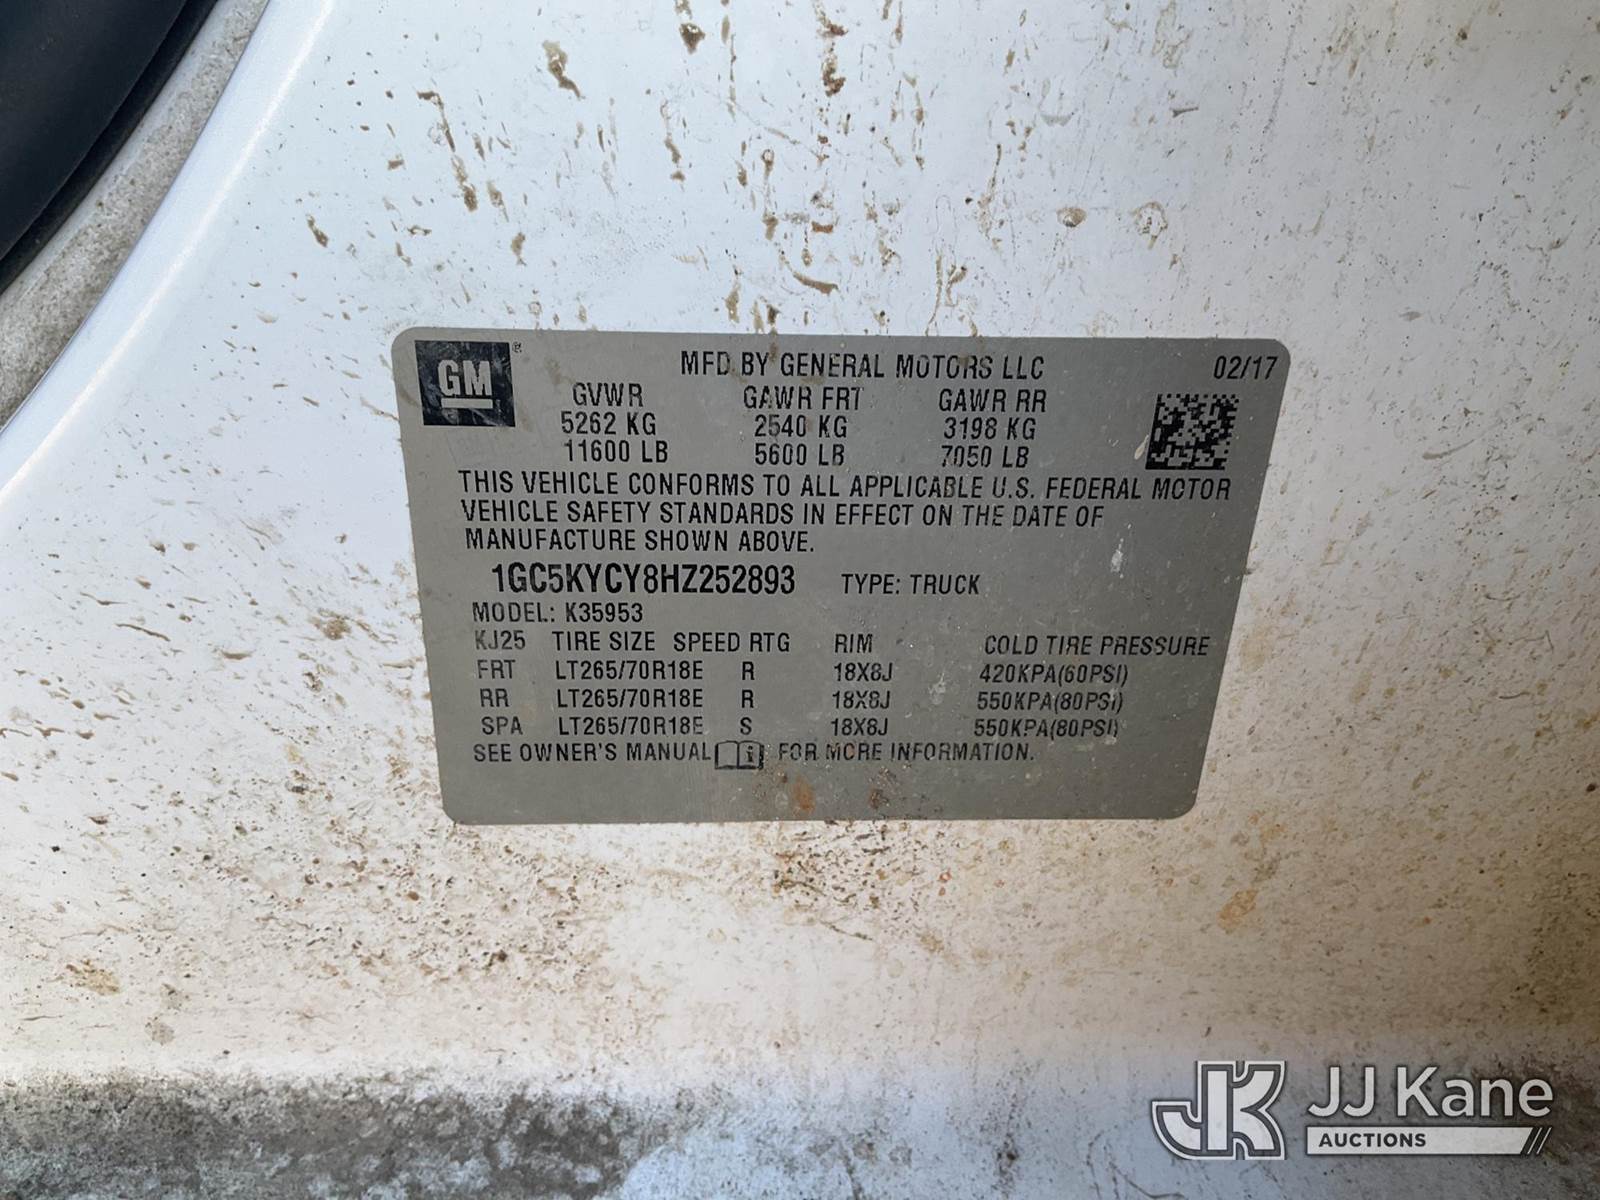 GM ® MFD BY GENERAL MOTORS LLC 02/17
GVWR GAWR FRT GAWR RR
5262 KG 2540 KG 3198 KG
11600 LB 5600 LB 7050 LB
THIS VEHICLE CONFORMS TO ALL APPLICABLE U.S. FEDERAL MOTOR
VEHICLE SAFETY STANDARDS IN EFFECT ON THE DATE OF
MANUFACTURE SHOWN ABOVE.
1GC5KYCY8HZ252893 TYPE: TRUCK
MODEL: K35953
KJ25 TIRE SIZE SPEED RTG RIM COLD TIRE PRESSURE
FRT LT265/70R18E R 18X8J 420KPA(60PSI)
RR LT265/70R18E R 18X8J 550KPA(80PSI)
SPA LT265/70R18E S 18X8J 550KPA(80PSI)
SEE OWNER'S MANUAL FOR MORE INFORMATION.
JK JJ Kane
AUCTIONS